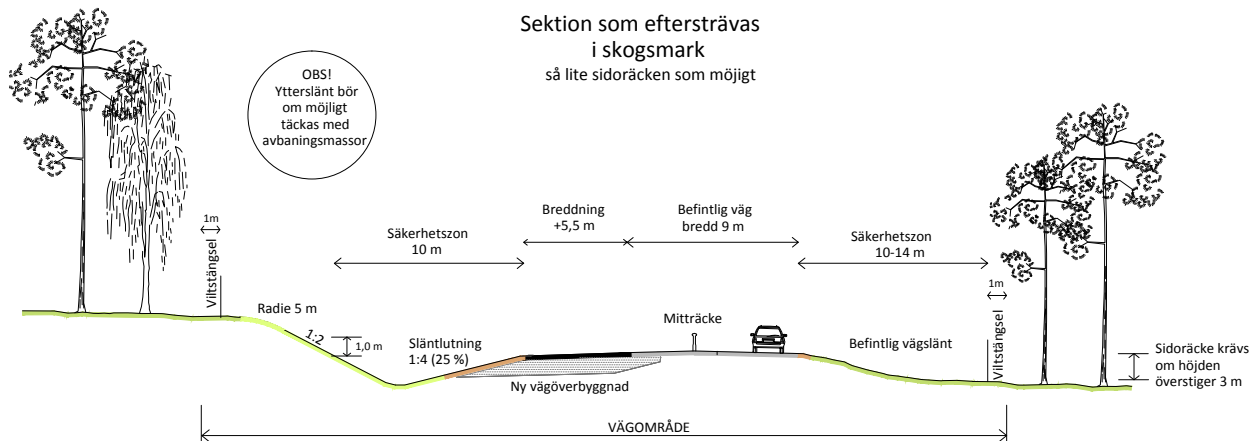 Sektion som eftersträvas
i skogsmark
så lite sidoräcken som möjigt
OBS!
Ytterslänt bör
om möjligt
täckas med
avbaningsmassor
1m
Viltstängsel
Säkerhetszon
10 m
Breddning
+5,5 m
Befintlig väg
bredd 9 m
Säkerhetszon
10-14 m
1m
Viltstängsel
Radie 5 m
1:2
1,0 m
Släntlutning
1:4 (25 %)
Mitträcke
Befintlig vägslänt
Ny vägöverbyggnad
Sidoräcke krävs
om höjden
överstiger 3 m
VÄGOMRÅDE